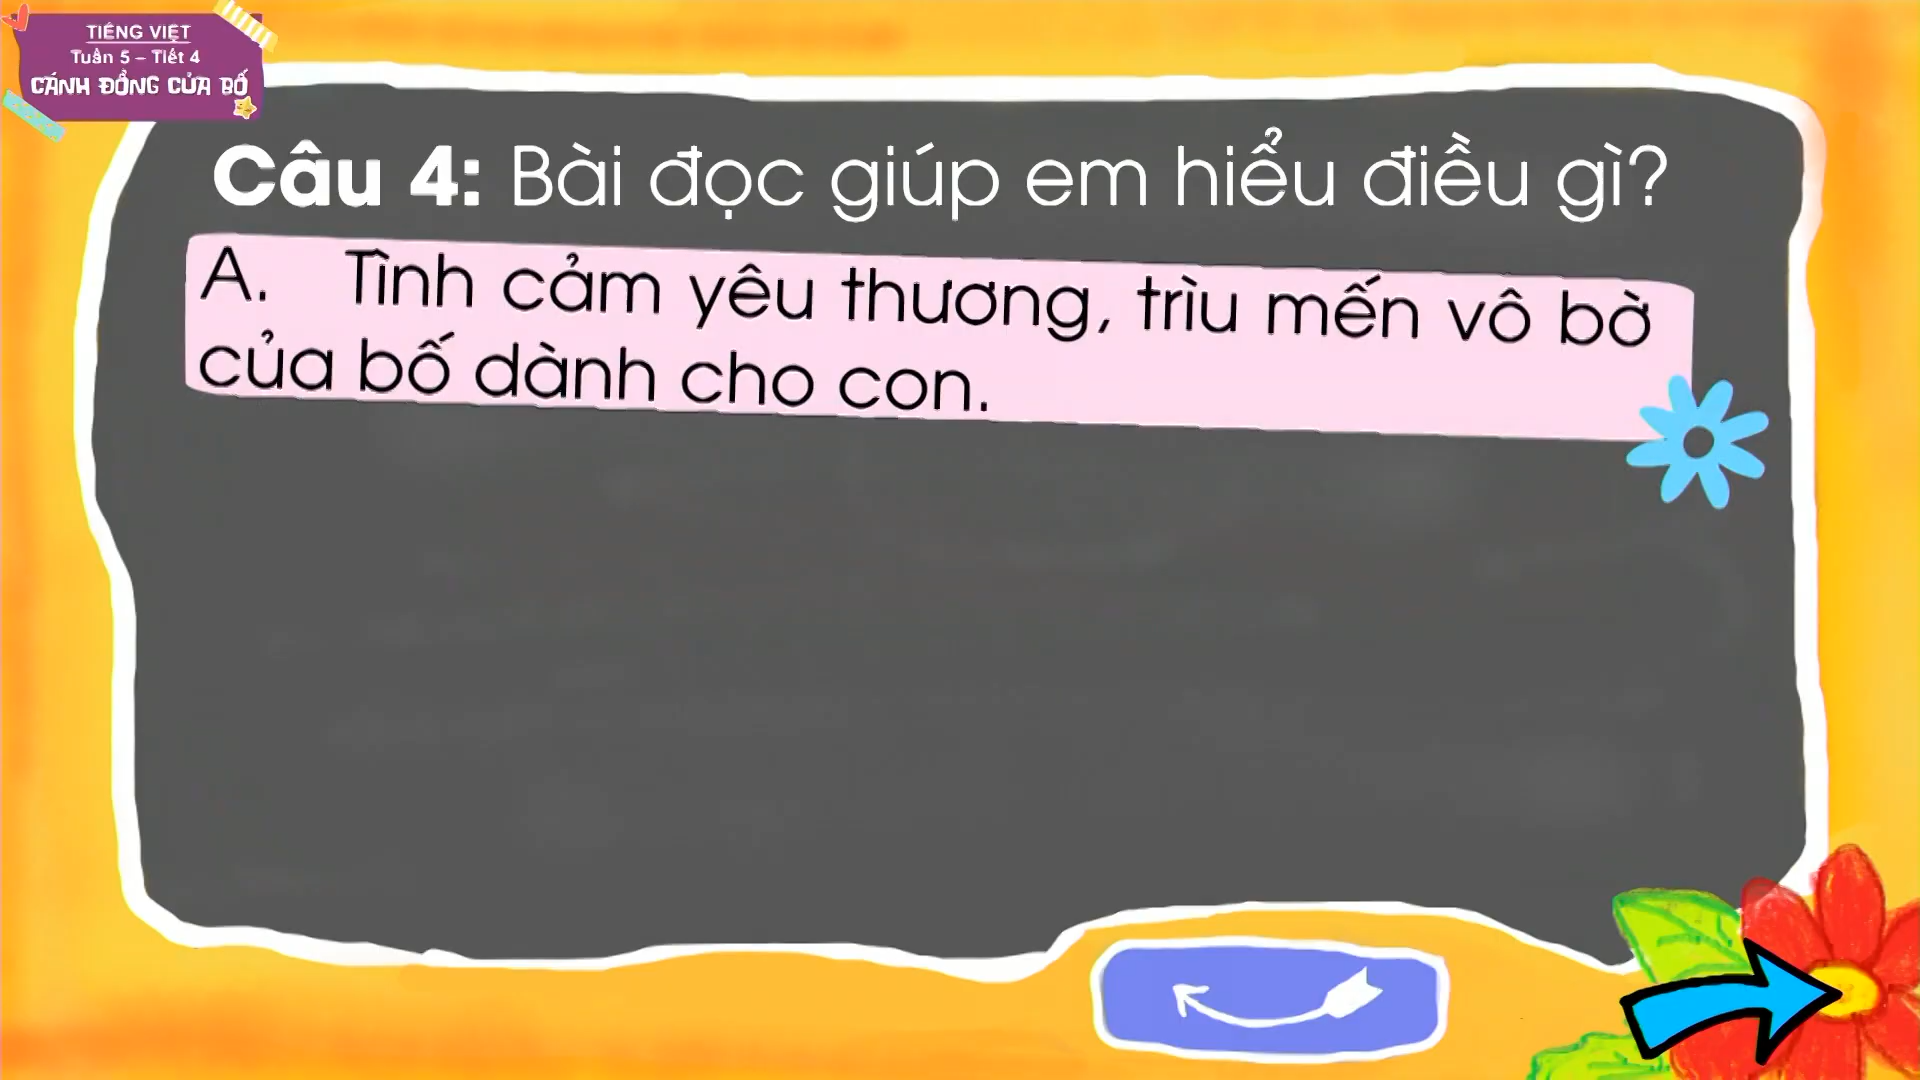 TIẾNG VIỆT
Tuần 5 – Tiết 4
CÁNH ĐỒNG CỦA BỐ
Câu 4: Bài đọc giúp em hiểu điều gì?
A. Tình cảm yêu thương, trìu mến vô bờ
của bố dành cho con.